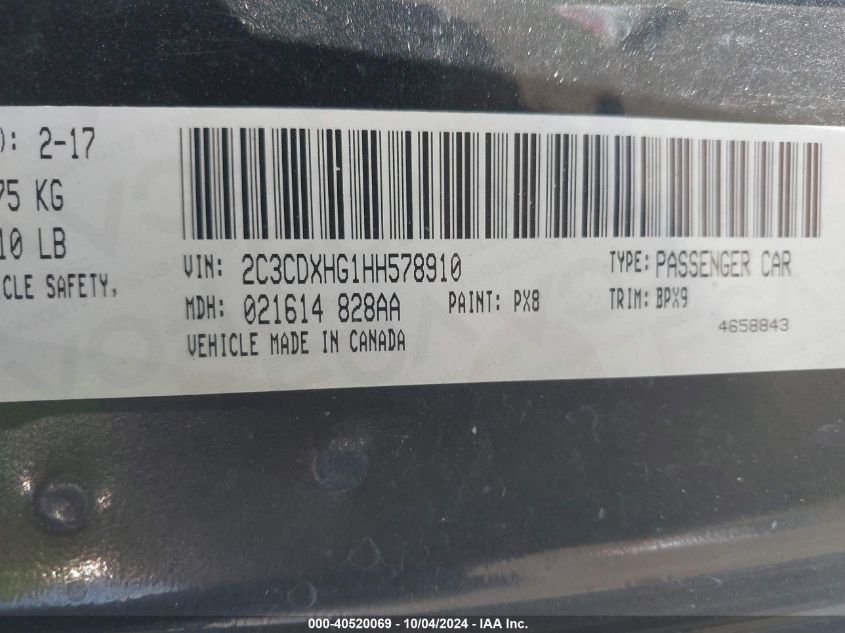 ): 2-17
75 KG
10 LB
CLE SAFETY,
VIN: 2C3CDXHG1HH578910 TYPE: PASSENGER CAR
MDH: 021614 828AA PAINT: PX8 TRIM: BPX9
4658843
VEHICLE MADE IN CANADA
000-40520069 - 10/04/2024 - IAA Inc.